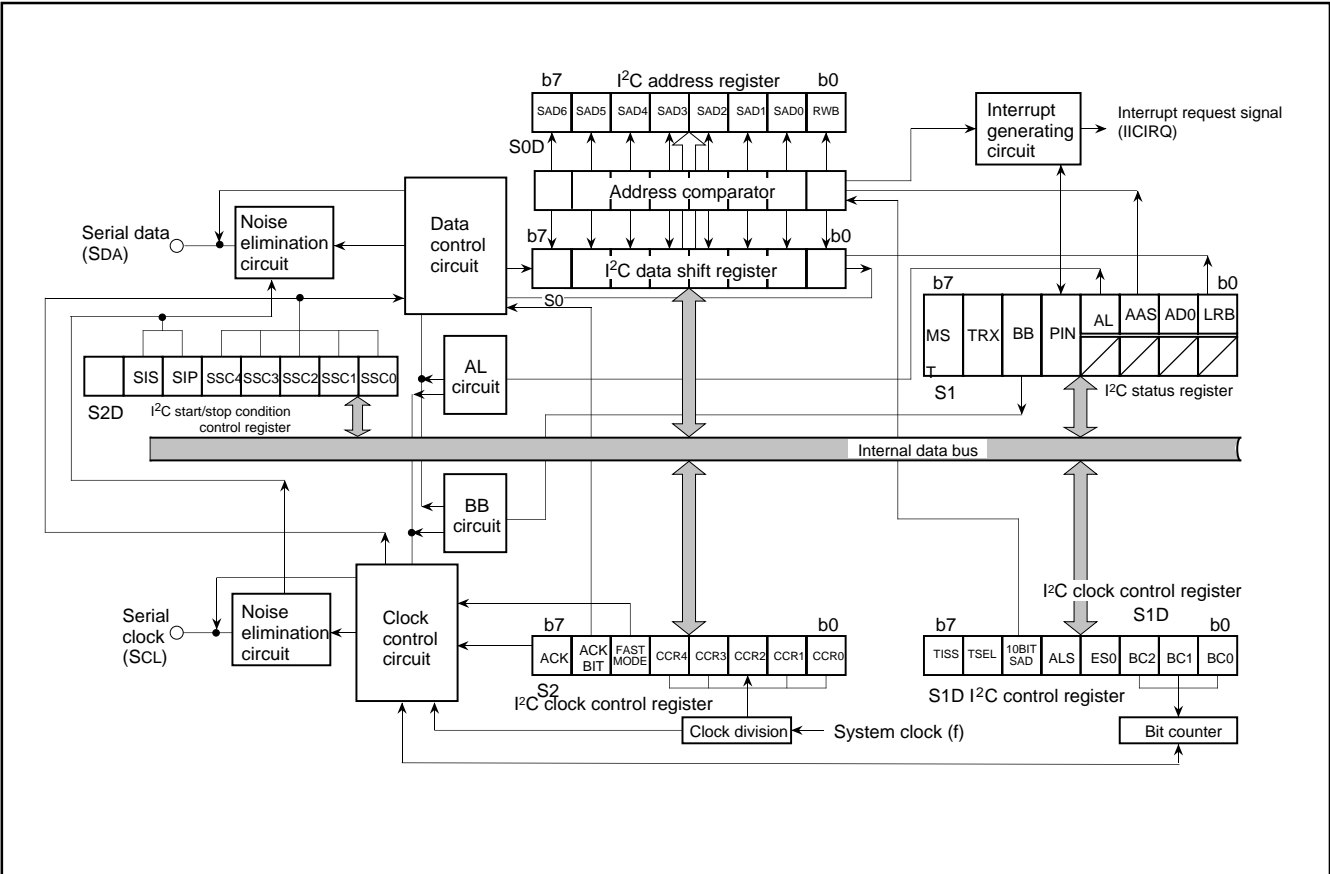 b7 I²C address register b0
SAD6 SAD5 SAD4 SAD3 SAD2 SAD1 SAD0 RWB
S0D
Interrupt
generating
circuit
Interrupt request signal
(IICIRQ)
Address comparator
Serial data
(SDA)
Noise
elimination
circuit
Data
control
circuit
b7 b0
I²C data shift register
S0
b7 b0
MS
T
TRX BB PIN AL AAS AD0 LRB
S1
I²C status register
SIS SIP SSC4 SSC3 SSC2 SSC1 SSC0
S2D
I²C start/stop condition
control register
AL
circuit
Internal data bus
BB
circuit
Serial
clock
(SCL)
Noise
elimination
circuit
Clock
control
circuit
b7 b0
ACK ACK BIT FAST MODE CCR4 CCR3 CCR2 CCR1 CCR0
S2
I²C clock control register
Clock division
System clock (f)
I²C clock control register
S1D
b7 b0
TISS TSEL 10BIT SAD ALS ES0 BC2 BC1 BC0
S1D I²C control register
Bit counter